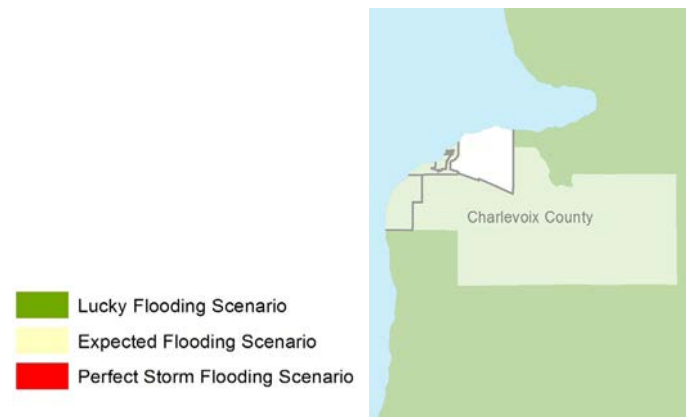 Charlevoix County
Lucky Flooding Scenario
Expected Flooding Scenario
Perfect Storm Flooding Scenario